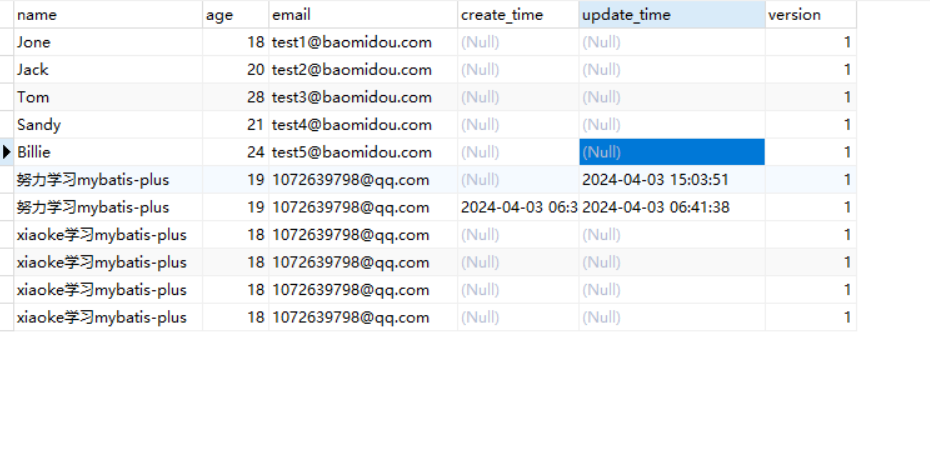 name age email create_time update_time version
Jone 18 test1@baomidou.com (Null) (Null) 1
Jack 20 test2@baomidou.com (Null) (Null) 1
Tom 28 test3@baomidou.com (Null) (Null) 1
Sandy 21 test4@baomidou.com (Null) (Null) 1
Billie 24 test5@baomidou.com (Null) (Null) 1
努力学习mybatis-plus 19 1072639798@qq.com (Null) 2024-04-03 15:03:51 1
努力学习mybatis-plus 19 1072639798@qq.com 2024-04-03 06:3 2024-04-03 06:41:38 1
xiaoke学习mybatis-plus 18 1072639798@qq.com (Null) (Null) 1
xiaoke学习mybatis-plus 18 1072639798@qq.com (Null) (Null) 1
xiaoke学习mybatis-plus 18 1072639798@qq.com (Null) (Null) 1
xiaoke学习mybatis-plus 18 1072639798@qq.com (Null) (Null) 1